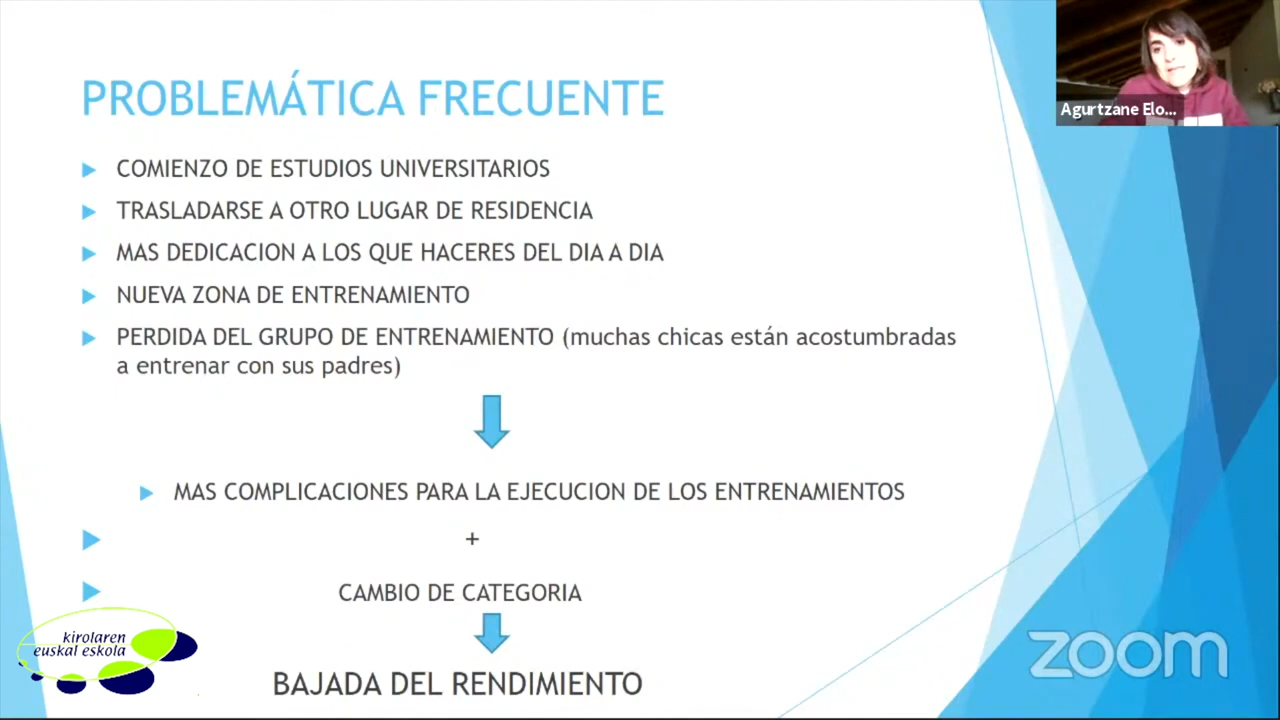 PROBLEMÁTICA FRECUENTE
Agurtzane Elo...
COMIENZO DE ESTUDIOS UNIVERSITARIOS
TRASLADARSE A OTRO LUGAR DE RESIDENCIA
MAS DEDICACION A LOS QUE HACERES DEL DIA A DIA
NUEVA ZONA DE ENTRENAMIENTO
PERDIDA DEL GRUPO DE ENTRENAMIENTO (muchas chicas están acostumbradas
a entrenar con sus padres)
MAS COMPLICACIONES PARA LA EJECUCION DE LOS ENTRENAMIENTOS
+
CAMBIO DE CATEGORIA
BAJADA DEL RENDIMIENTO
kirolaren
euskal eskola
zoom